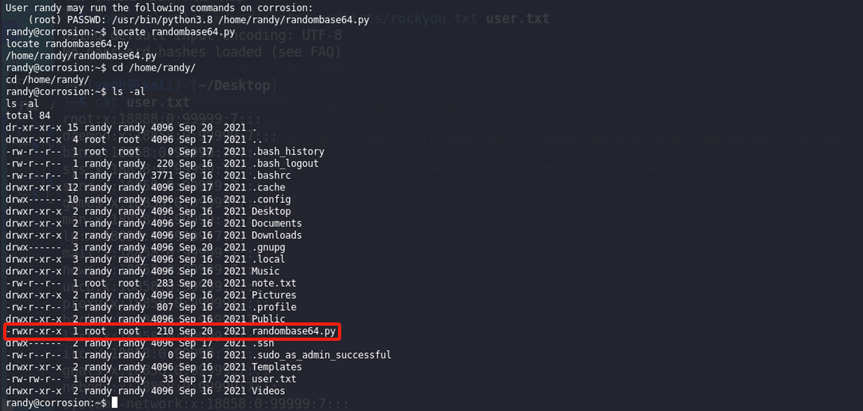 User randy may run the following commands on corrosion:
(root) PASSWD: /usr/bin/python3.8 /home/randy/randombase64.py
randy@corrosion:~$ locate randombase64.py
locate randombase64.py
/home/randy/randombase64.py
randy@corrosion:~$ cd /home/randy/
cd /home/randy/
randy@corrosion:~$ ls -al
ls -al
total 84
dr-xr-xr-x 15 randy randy 4096 Sep 20  2021 .
drwxr-xr-x  4 root  root  4096 Sep 17  2021 ..
-rw-r--r--  1 root  root     0 Sep 17  2021 .bash_history
-rw-r--r--  1 randy randy  220 Sep 16  2021 .bash_logout
-rw-r--r--  1 randy randy 3771 Sep 16  2021 .bashrc
drwxr-xr-x 12 randy randy 4096 Sep 17  2021 .cache
drwx------ 10 randy randy 4096 Sep 16  2021 .config
drwxr-xr-x  2 randy randy 4096 Sep 16  2021 Desktop
drwxr-xr-x  2 randy randy 4096 Sep 16  2021 Documents
drwxr-xr-x  2 randy randy 4096 Sep 16  2021 Downloads
drwx------  3 randy randy 4096 Sep 20  2021 .gnupg
drwxr-xr-x  3 randy randy 4096 Sep 16  2021 .local
drwxr-xr-x  2 randy randy 4096 Sep 16  2021 Music
-rw-r--r--  1 root  root   283 Sep 20  2021 note.txt
drwxr-xr-x  2 randy randy 4096 Sep 16  2021 Pictures
-rw-r--r--  1 randy randy  807 Sep 16  2021 .profile
drwxr-xr-x  2 randy randy 4096 Sep 16  2021 Public
-rwxr-xr-x  1 root  root   210 Sep 20  2021 randombase64.py
drwx------  2 randy randy 4096 Sep 17  2021 .ssh
-rw-r--r--  1 randy randy    0 Sep 16  2021 .sudo_as_admin_successful
drwxr-xr-x  2 randy randy 4096 Sep 16  2021 Templates
-rw-rw-r--  1 randy randy   33 Sep 17  2021 user.txt
drwxr-xr-x  2 randy randy 4096 Sep 16  2021 Videos
randy@corrosion:~$